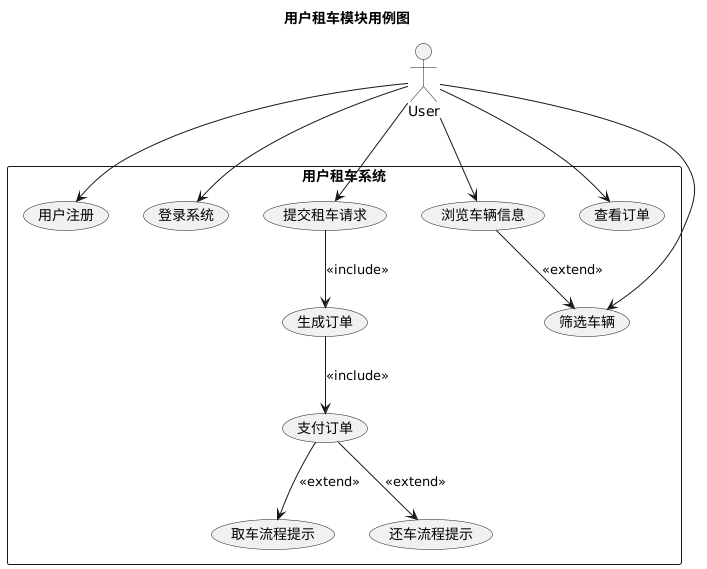 用户租车模块用例图
User
用户租车系统
用户注册
登录系统
提交租车请求
浏览车辆信息
查看订单
«include»
«extend»
生成订单
筛选车辆
«include»
支付订单
«extend»
«extend»
取车流程提示
还车流程提示